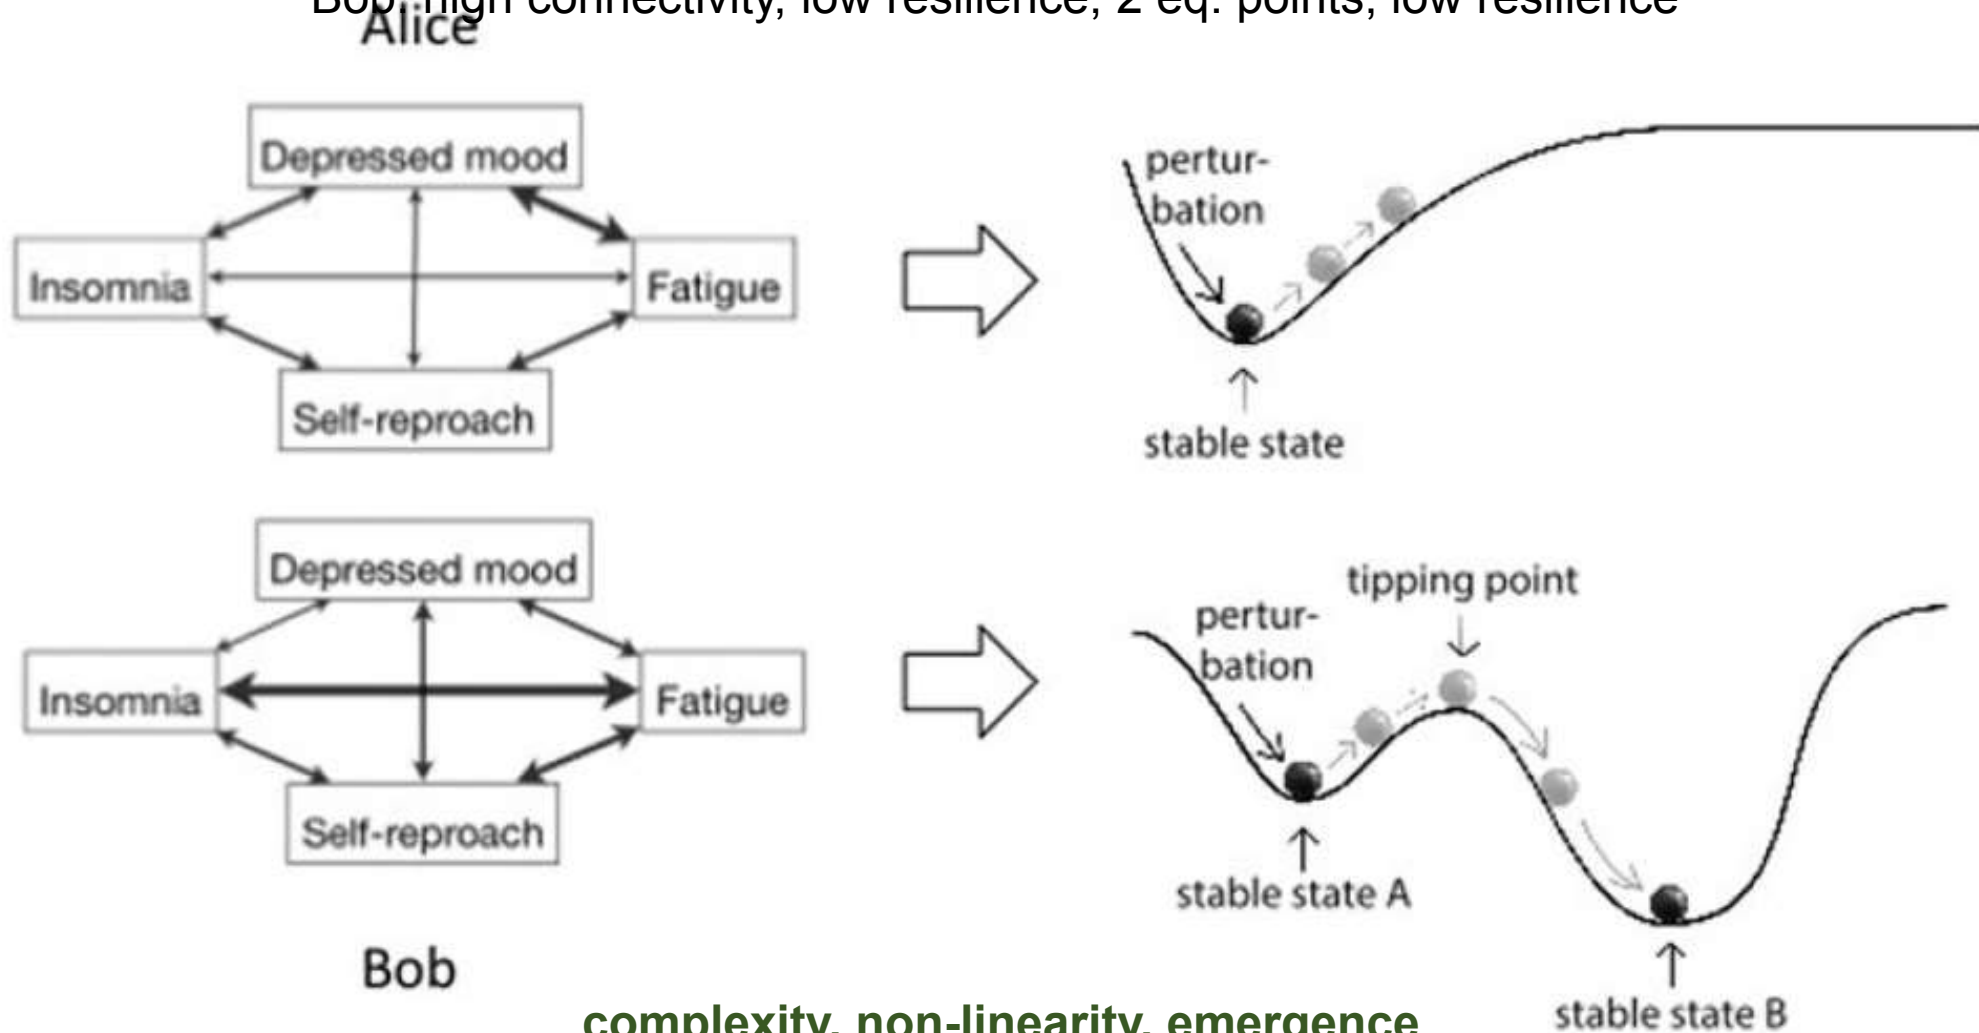 Bob: high connectivity, low resilience, 2 eq. points, low resilience
Alice
Depressed mood
Insomnia
Fatigue
Self-reproach
pertur-
bation
stable state
Depressed mood
Insomnia
Fatigue
Self-reproach
Bob
pertur-
bation
tipping point
stable state A
stable state B
complexity, non-linearity, emergence